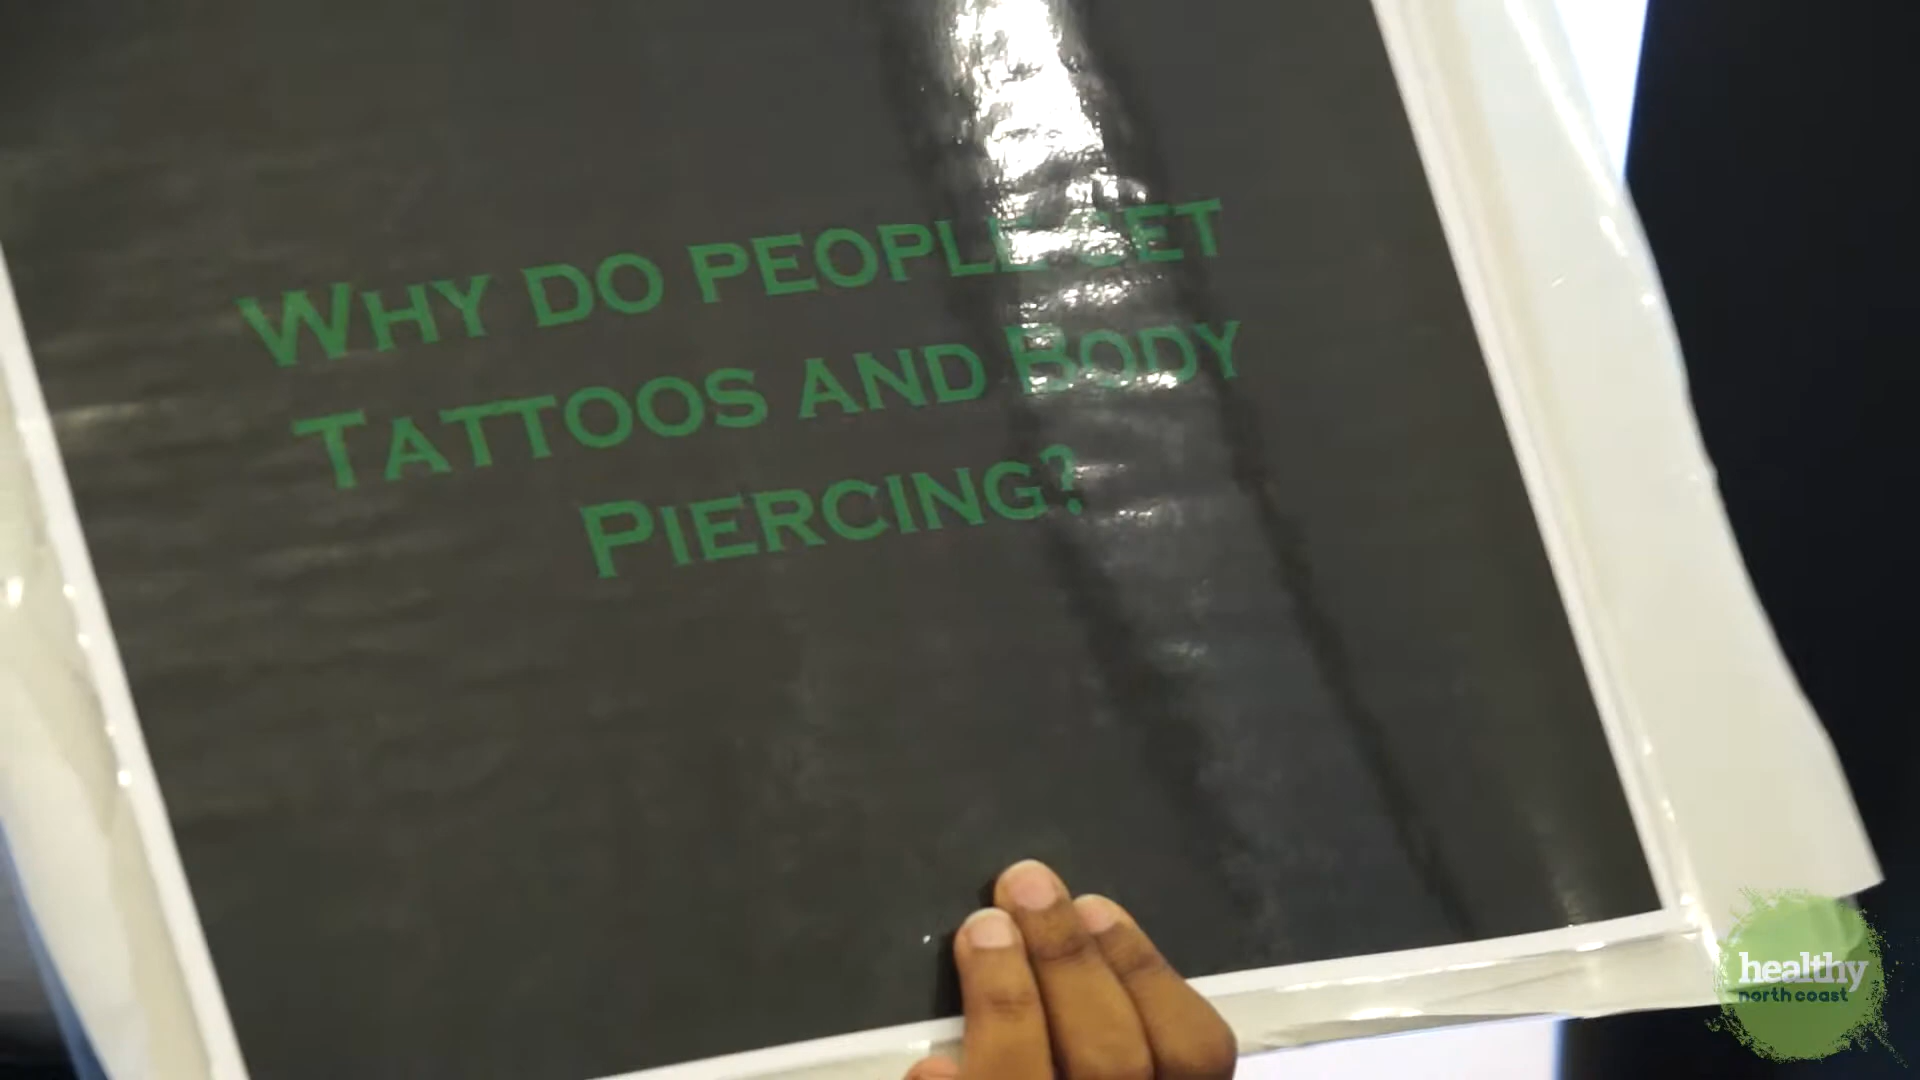 WHY DO PEOPLE GET
TATTOOS AND BODY
PIERCING?
healthy
north coast